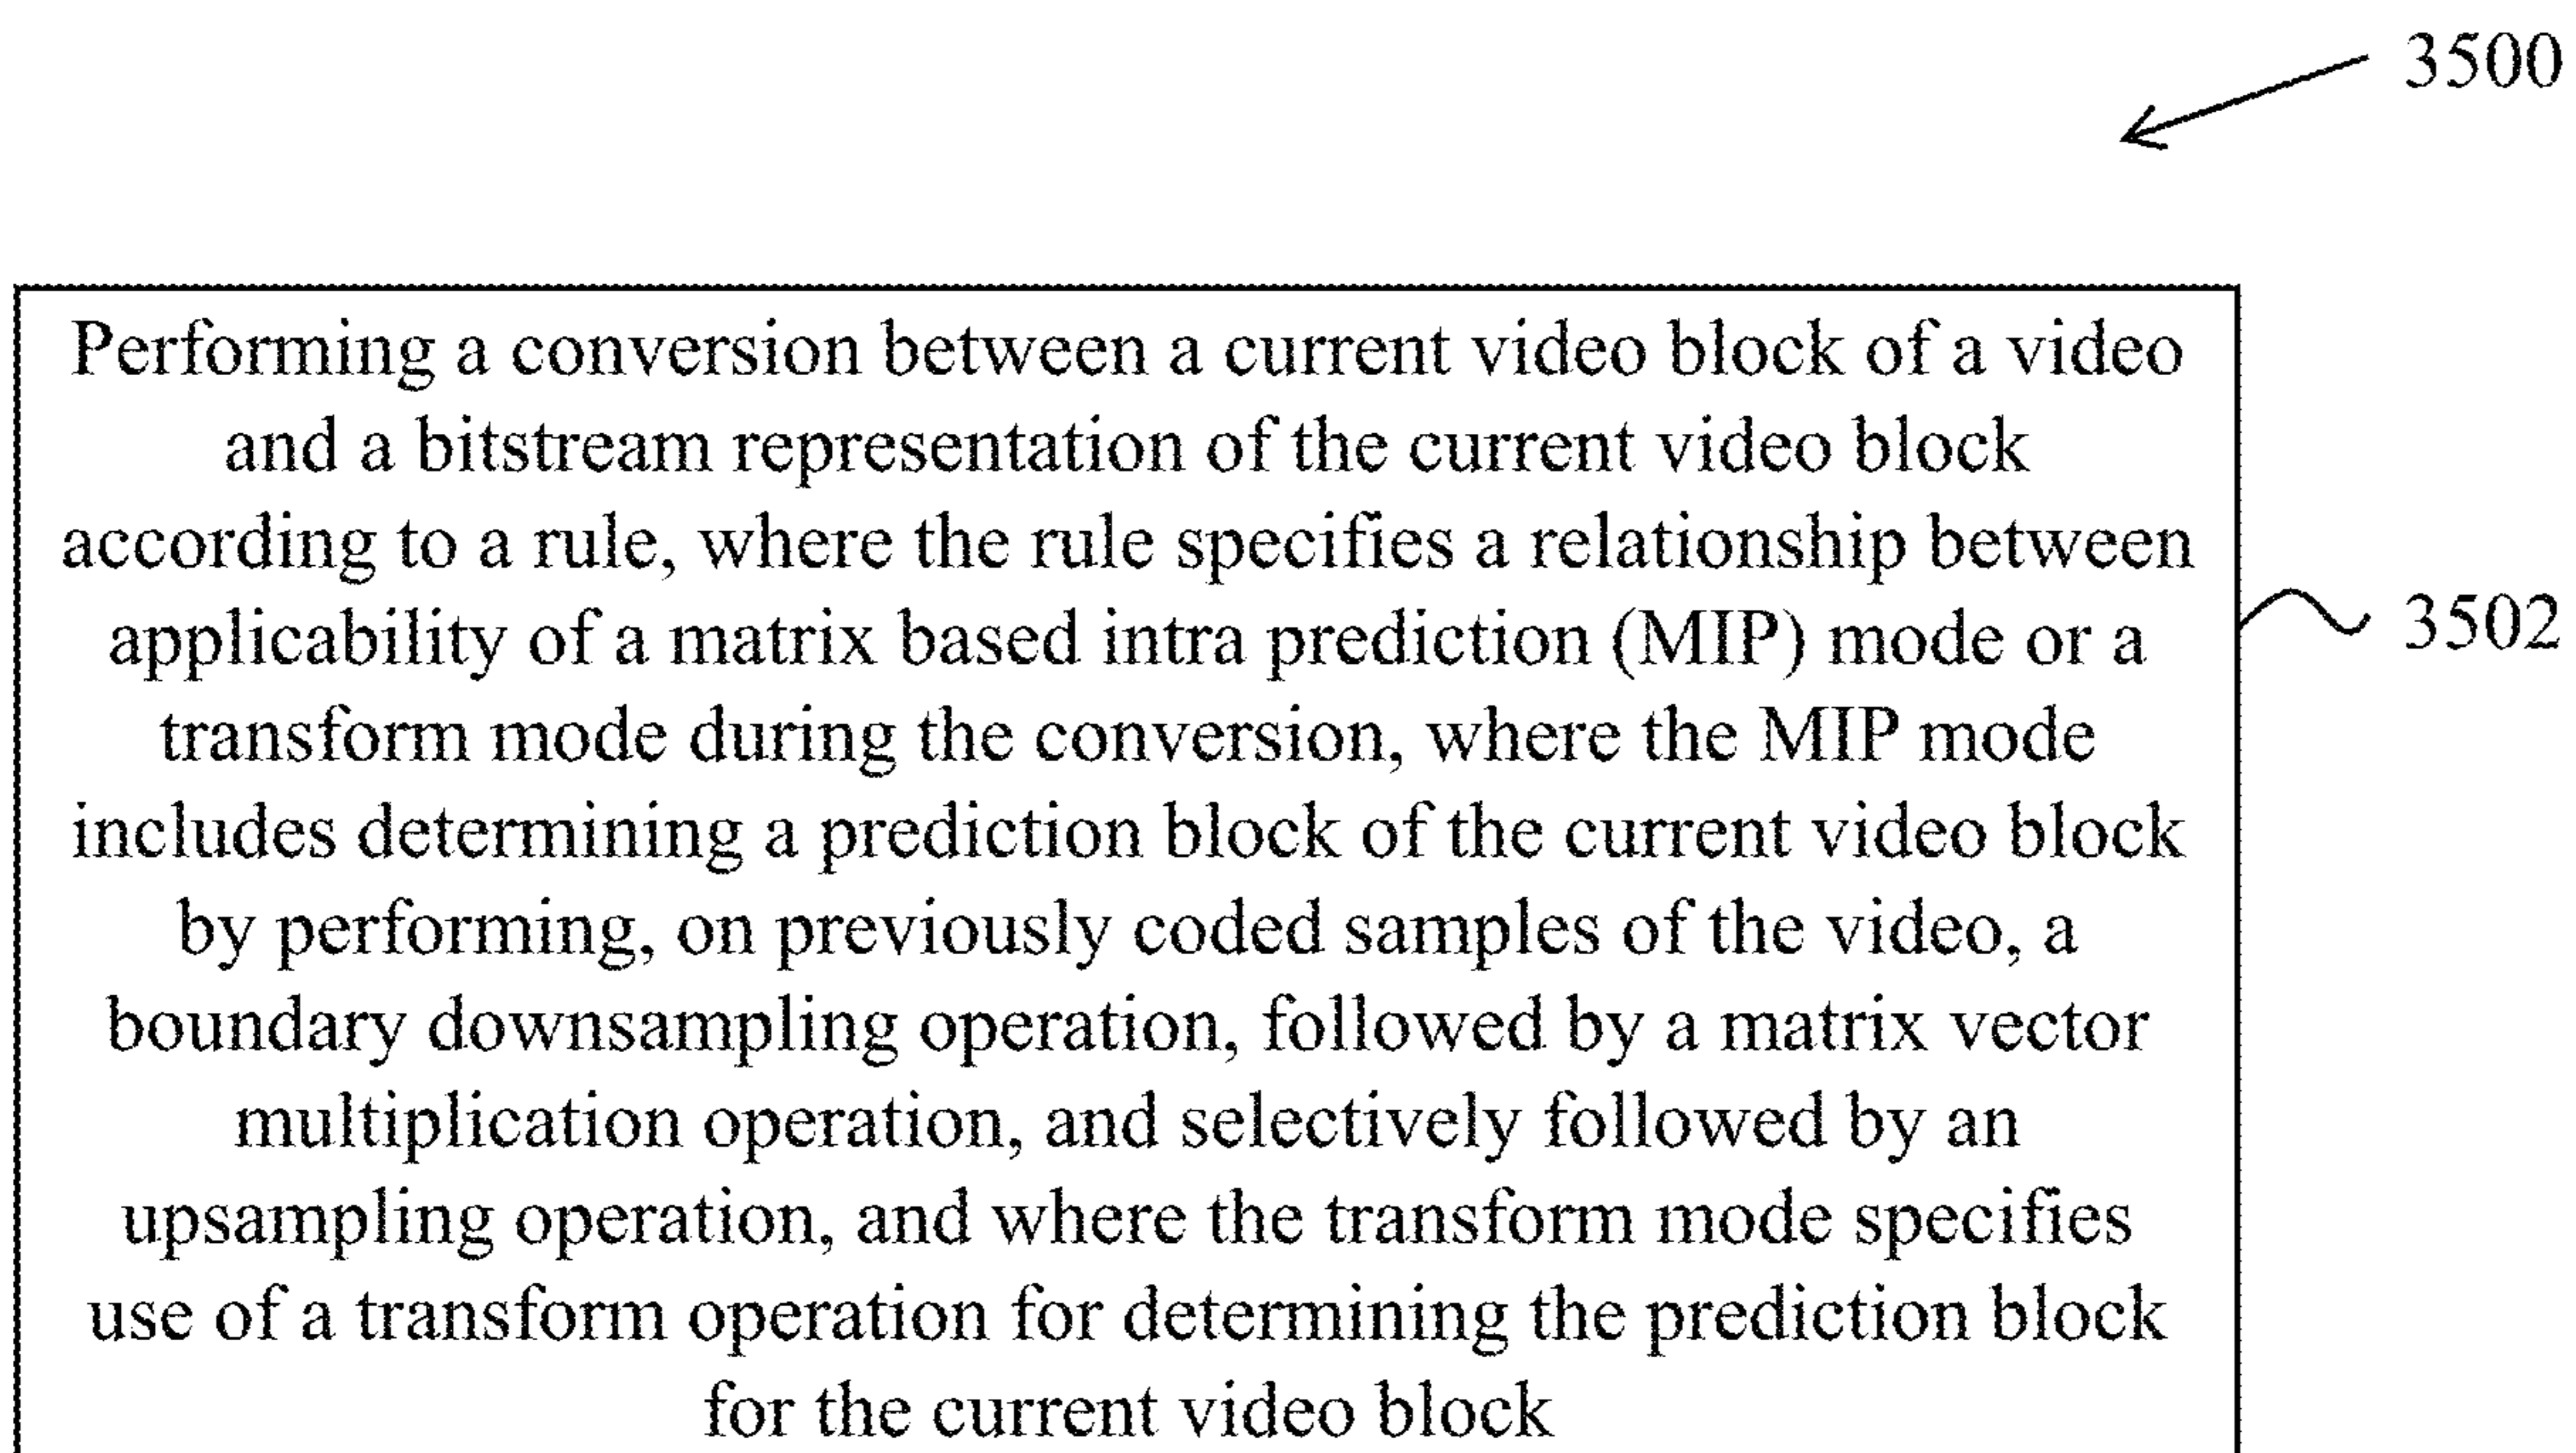 3500
Performing a conversion between a current video block of a video
and a bitstream representation of the current video block
according to a rule, where the rule specifies a relationship between
applicability of a matrix based intra prediction (MIP) mode or a
transform mode during the conversion, where the MIP mode
includes determining a prediction block of the current video block
by performing, on previously coded samples of the video, a
boundary downsampling operation, followed by a matrix vector
multiplication operation, and selectively followed by an
upsampling operation, and where the transform mode specifies
use of a transform operation for determining the prediction block
for the current video block
3502